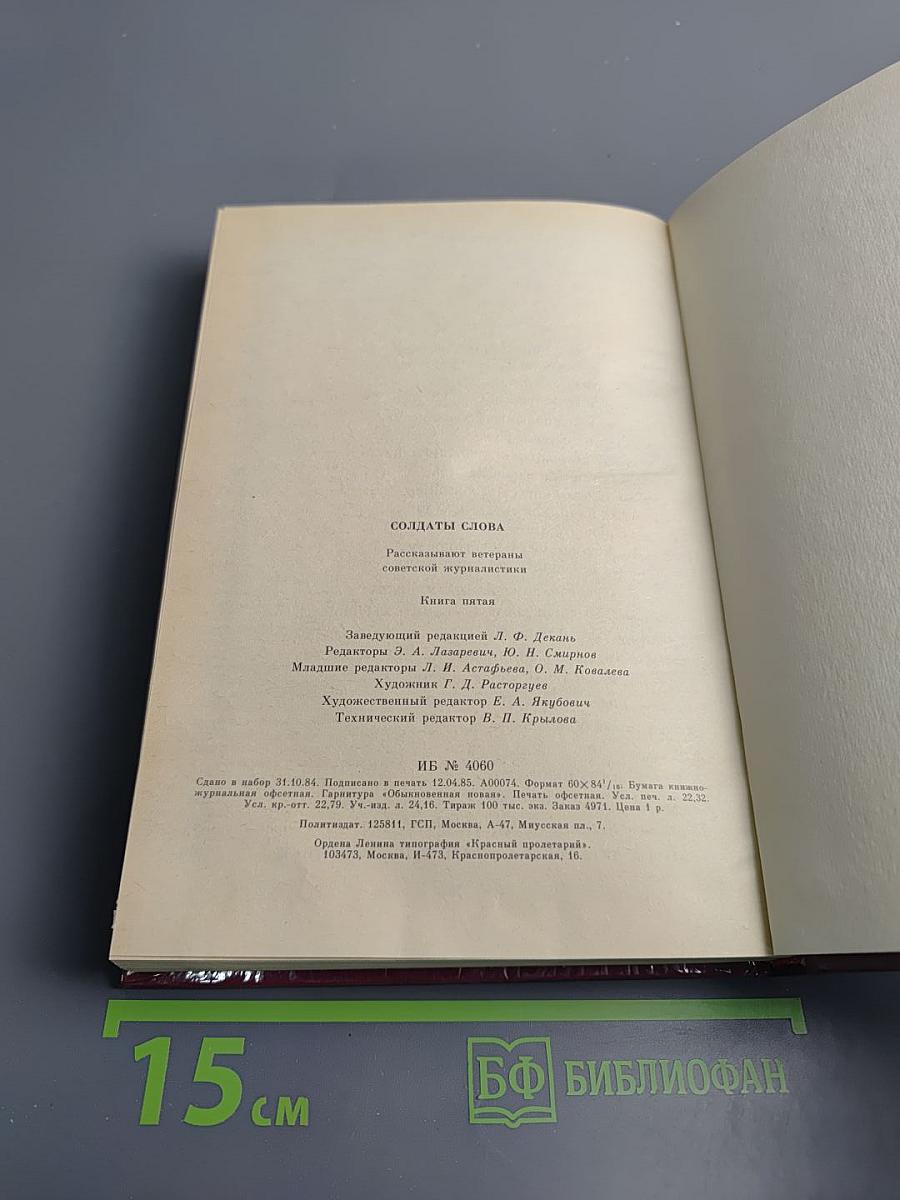 СОЛДАТЫ СЛОВА
Рассказывают ветераны
советской журналистики
Книга пятая
Заведующий редакцией Л. Ф. Декань
Редакторы Э. А. Лазаревич, Ю. Н. Смирнов
Младшие редакторы Л. И. Астафьева, О. М. Ковалева
Художник Г. Д. Расторгуев
Художественный редактор Е. А. Якубович
Технический редактор В. П. Крылова
ИБ № 4060
Сдано в набор 31.10.84. Подписано в печать 12.04.85. А00074. Формат 60×84¹/₁₆. Бумага книжно-
журнальная офсетная. Гарнитура «Обыкновенная новая». Печать офсетная. Усл. печ. л. 22,32.
Усл. кр.-отт. 22,79. Уч.-изд. л. 24,16. Тираж 100 тыс. экз. Заказ 4971. Цена 1 р.
Политиздат. 125811, ГСП, Москва, А-47, Миусская пл., 7.
Ордена Ленина типография «Красный пролетарий».
103473, Москва, И-473, Краснопролетарская, 16.
15 см
БФ БИБЛИОФАН